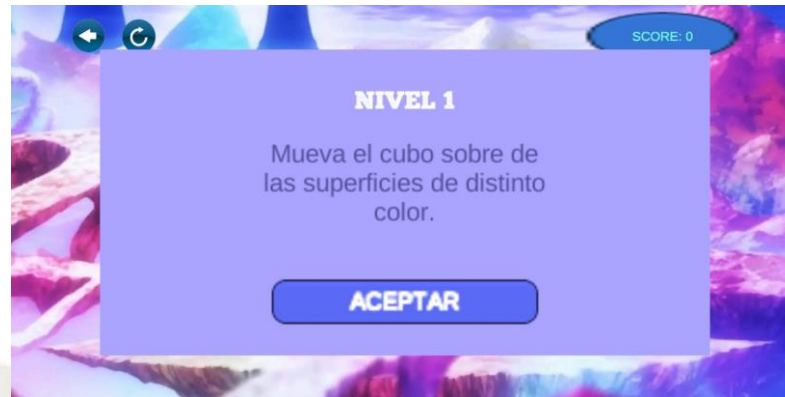 SCORE: 0
NIVEL 1
Mueva el cubo sobre de
las superficies de distinto
color.
ACEPTAR